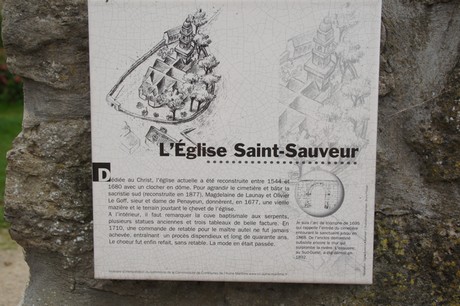 L'Église Saint-Sauveur
Dédiée au Christ, l'église actuelle a été reconstruite entre 1544 et
1680 avec un clocher en dôme. Pour agrandir le cimetière et bâtir la
sacristie sud (reconstruite en 1877), Magdelaine de Launay et Olivier
Le Goff, sieur et dame de Penayeun, donnèrent, en 1677, une vieille
mazière et le terrain joustant le chevet de l'église.
A l'intérieur, il faut remarquer la cuve baptismale aux serpents,
plusieurs statues anciennes et trois tableaux de belle facture. En
1710, une commande de retable pour le maître autel ne fut jamais
achevée, entraînant un procès dispendieux et long de quarante ans.
Le chœur fut enfin refait, sans retable. La mode en était passée.